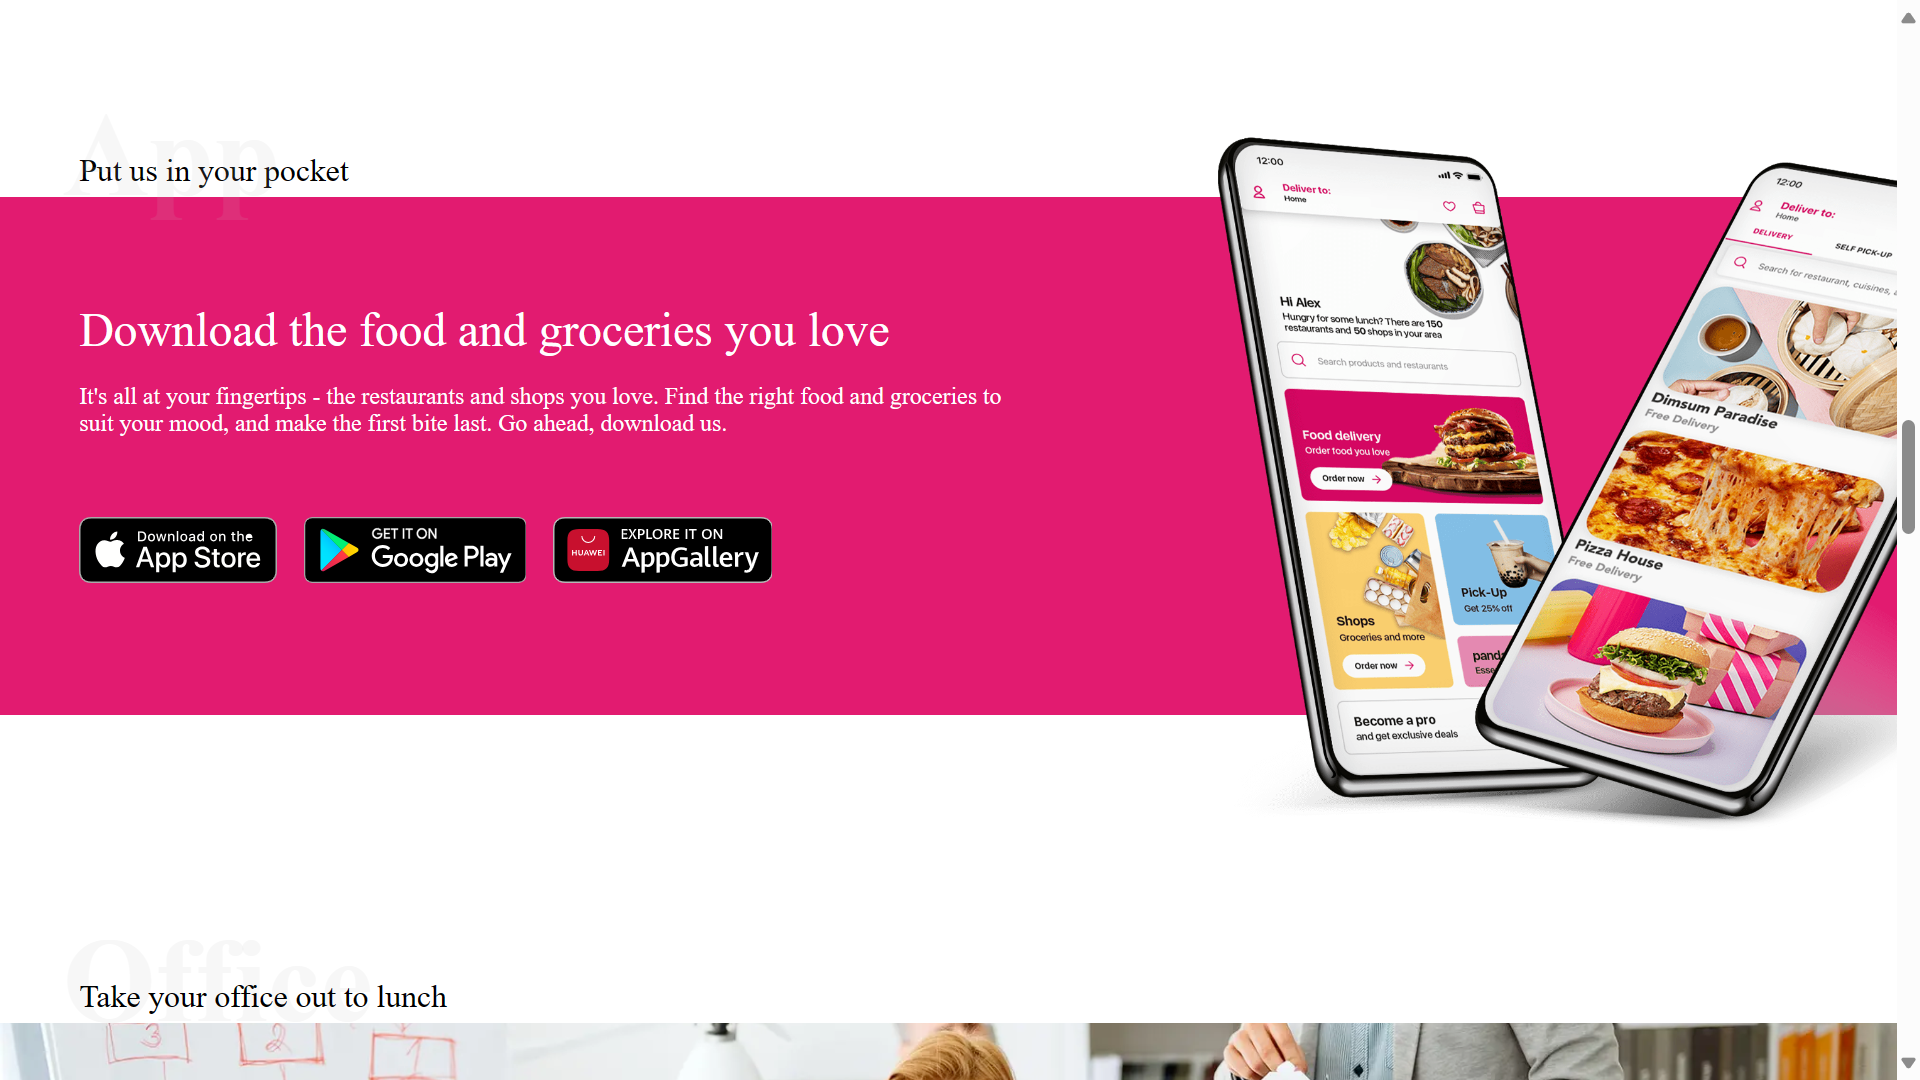 App
Put us in your pocket
Download the food and groceries you love
It's all at your fingertips - the restaurants and shops you love. Find the right food and groceries to
suit your mood, and make the first bite last. Go ahead, download us.
Download on the
App Store
GET IT ON
Google Play
HUAWEI
EXPLORE IT ON
AppGallery
12:00
Deliver to:
Home
Hi Alex
Hungry for some lunch? There are 150
restaurants and 50 shops in your area
Search products and restaurants
Food delivery
Order food you love
Order now
Shops
Groceries and more
Order now
Pick-Up
Get 25% off
Become a pro
and get exclusive deals
12:00
Deliver to:
Home
DELIVERY
SELF PICK-UP
Search for restaurant, cuisines,
Dimsum Paradise
Free Delivery
Pizza House
Free Delivery
Office
Take your office out to lunch
3
2
1